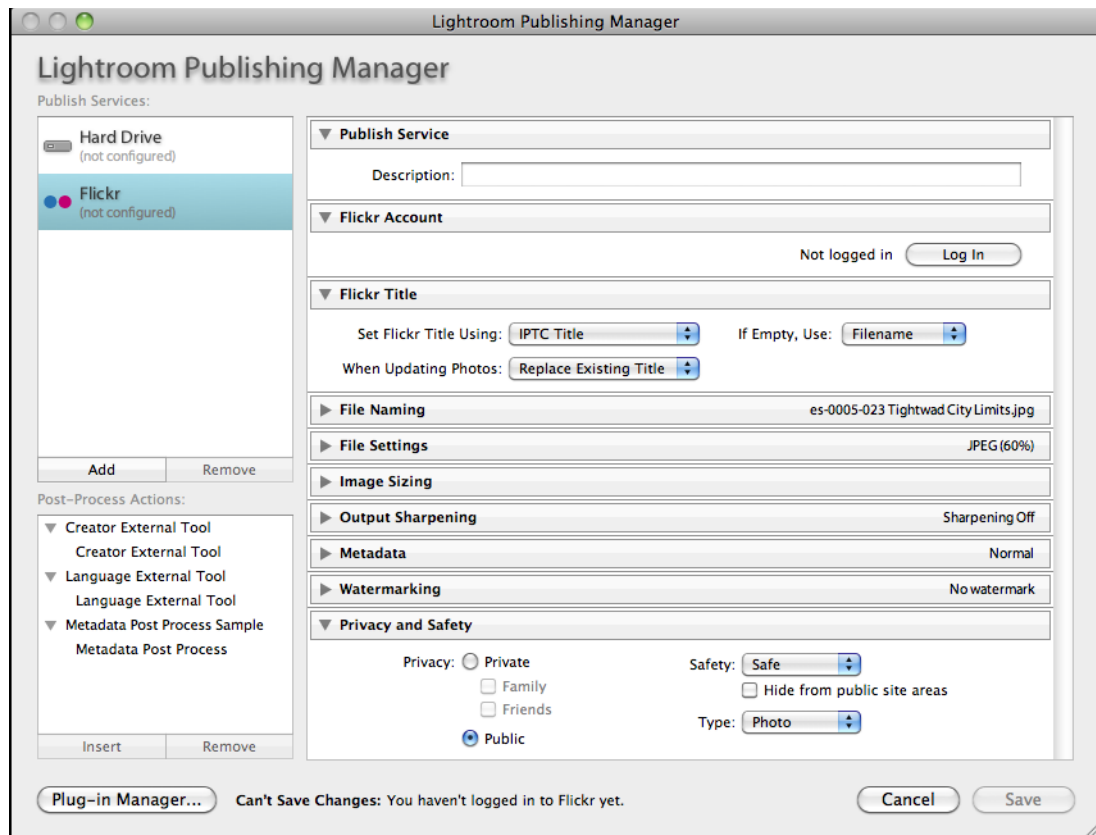 Lightroom Publishing Manager
Lightroom Publishing Manager
Publish Services:
Hard Drive
(not configured)
Flickr
(not configured)
Add Remove
Post-Process Actions:
Creator External Tool
Creator External Tool
Language External Tool
Language External Tool
Metadata Post Process Sample
Metadata Post Process
Insert Remove
Publish Service
Description:
Flickr Account
Not logged in Log In
Flickr Title
Set Flickr Title Using: IPTC Title If Empty, Use: Filename
When Updating Photos: Replace Existing Title
File Naming es-0005-023 Tightwad City Limits.jpg
File Settings JPEG (60%)
Image Sizing
Output Sharpening Sharpening Off
Metadata Normal
Watermarking No watermark
Privacy and Safety
Privacy: Private Safety: Safe
Family Hide from public site areas
Friends
Type: Photo
Public
Plug-in Manager... Can't Save Changes: You haven't logged in to Flickr yet. Cancel Save